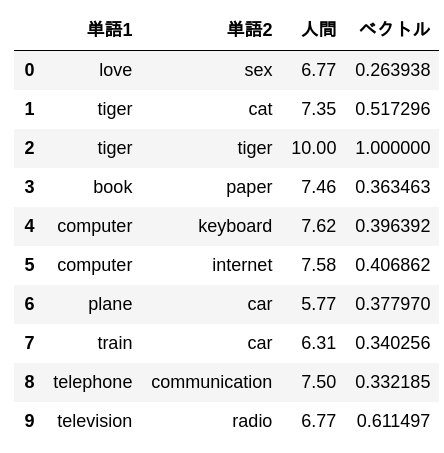 単語1 単語2 人間 ベクトル
0 love sex 6.77 0.263938
1 tiger cat 7.35 0.517296
2 tiger tiger 10.00 1.000000
3 book paper 7.46 0.363463
4 computer keyboard 7.62 0.396392
5 computer internet 7.58 0.406862
6 plane car 5.77 0.377970
7 train car 6.31 0.340256
8 telephone communication 7.50 0.332185
9 television radio 6.77 0.611497